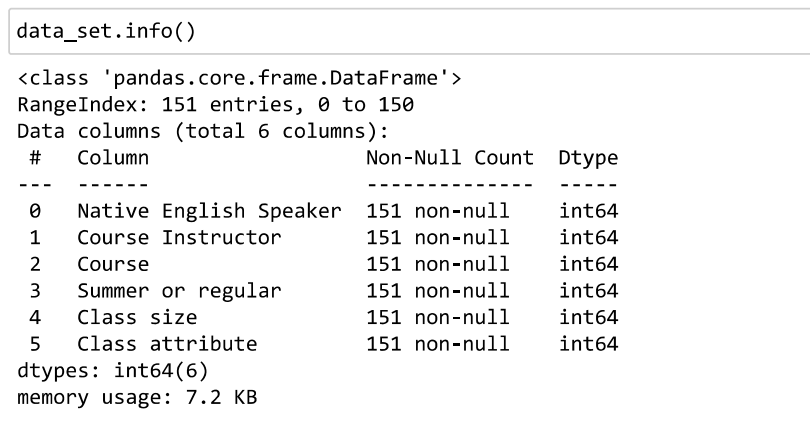 data_set.info()
<class 'pandas.core.frame.DataFrame'>
RangeIndex: 151 entries, 0 to 150
Data columns (total 6 columns):
 #   Column                  Non-Null Count  Dtype
---  ------                  --------------  -----
 0   Native English Speaker  151 non-null    int64
 1   Course Instructor       151 non-null    int64
 2   Course                  151 non-null    int64
 3   Summer or regular       151 non-null    int64
 4   Class size              151 non-null    int64
 5   Class attribute         151 non-null    int64
dtypes: int64(6)
memory usage: 7.2 KB